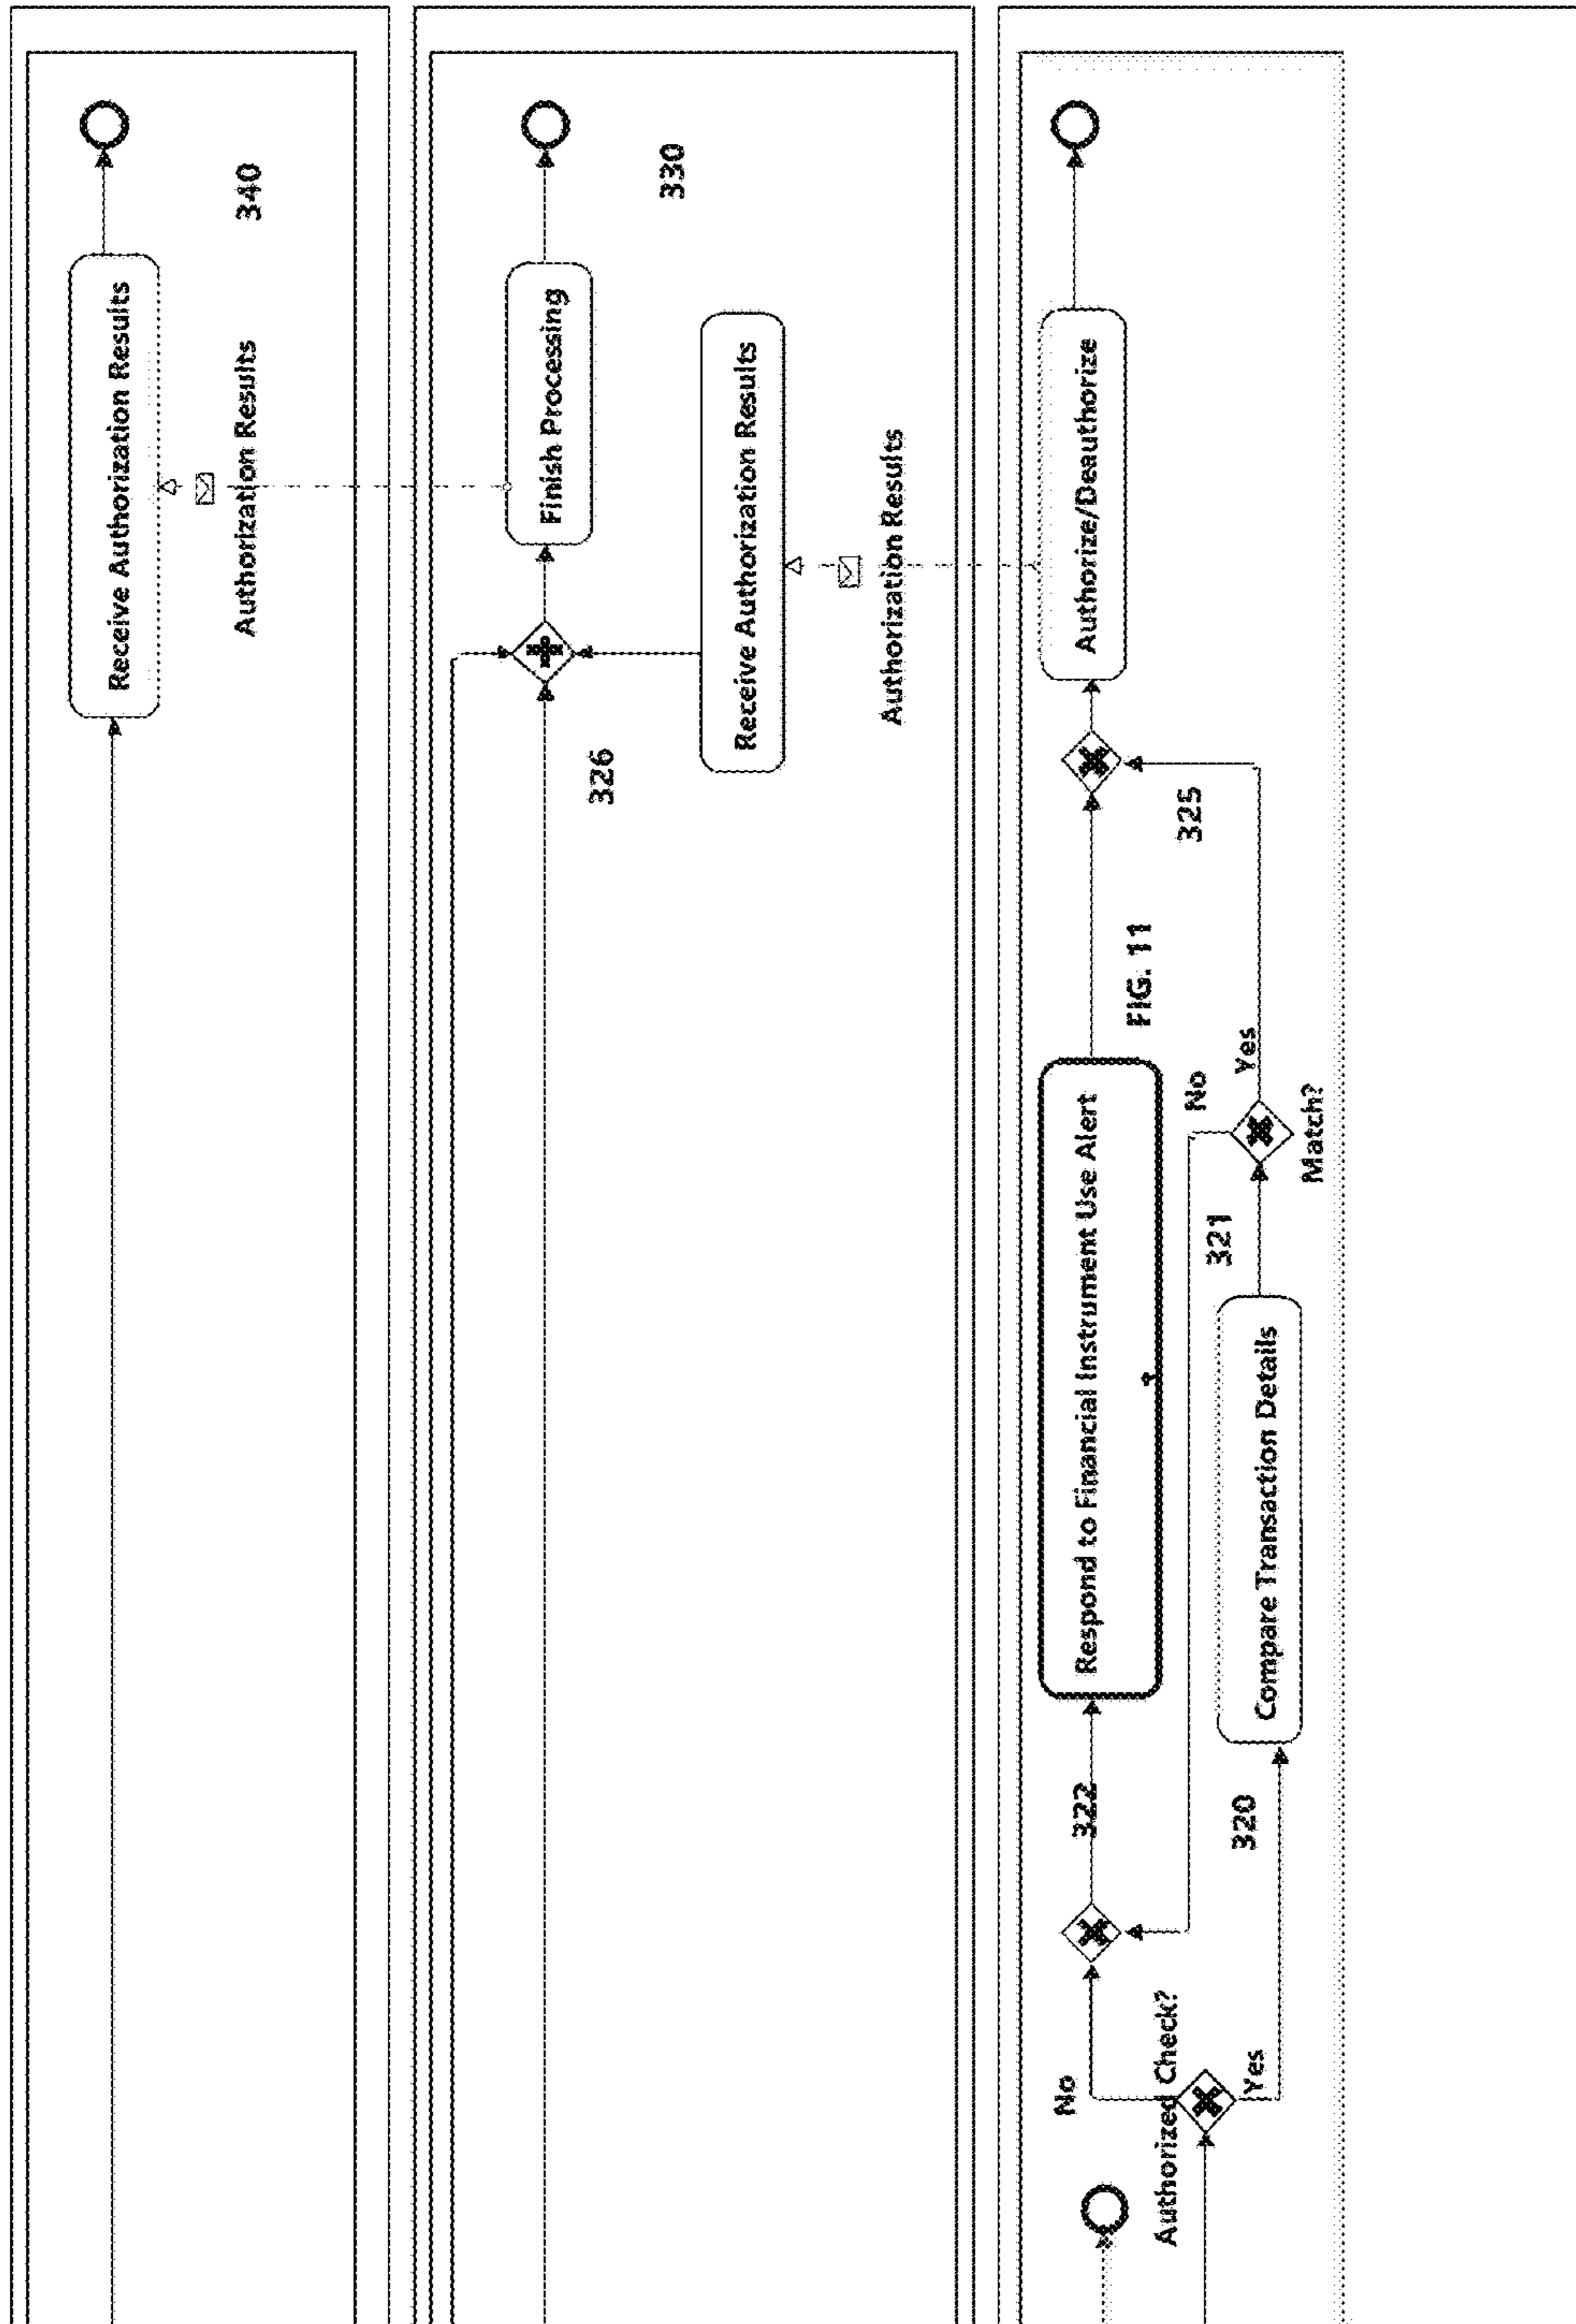 Receive Authorization Results
340
Authorization Results
Finish Processing
330
326
Receive Authorization Results
Authorization Results
No
Authorized Check?
Yes
322
Respond to Financial Instrument Use Alert
FIG. 11
320
Compare Transaction Details
321
No
Match?
Yes
325
Authorize/Deauthorize